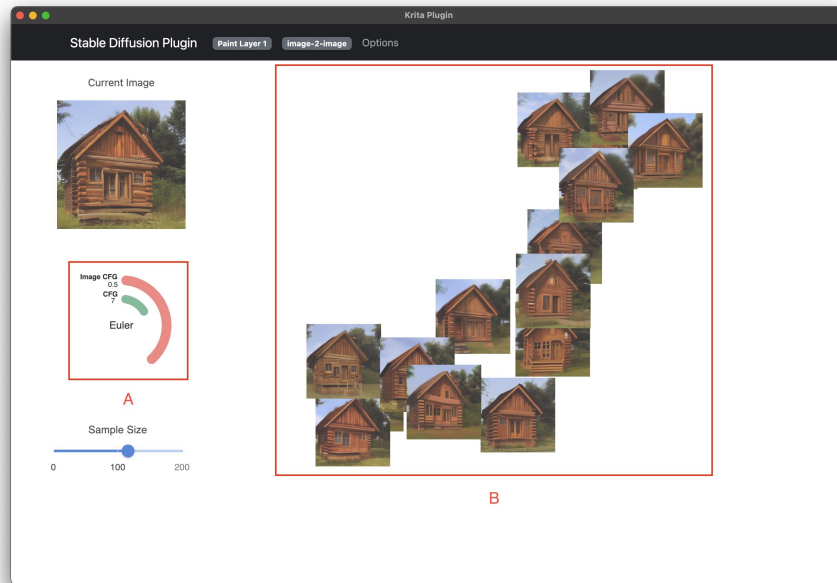 Krita Plugin
Stable Diffusion Plugin Paint Layer 1 image-2-image Options
Current Image
Image CFG
0.5
CFG
7
Euler
A
Sample Size
0 100 200
B